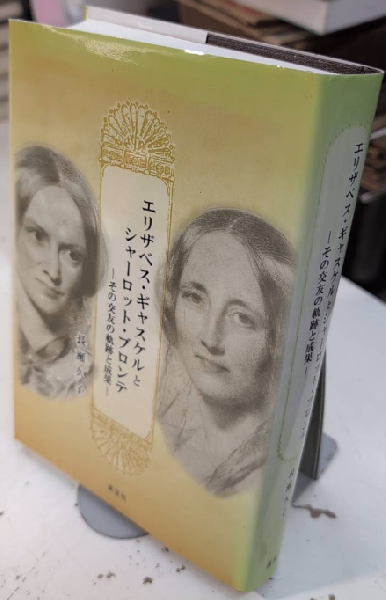 エリザベス・ギャスケルと
シャーロット・ブロンテ
―その交友の軌跡と成果―
エリザベス・ギャスケルとシャーロット・ブロンテ
―その交友の軌跡と成果―